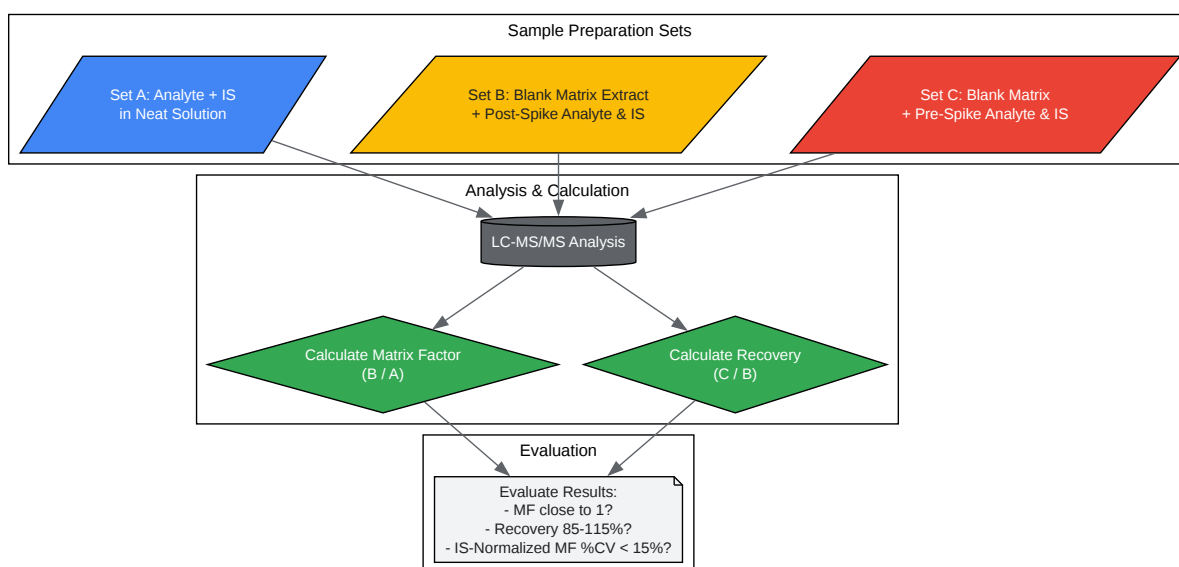 Sample Preparation Sets
Set A: Analyte + IS
in Neat Solution
Set B: Blank Matrix Extract
+ Post-Spike Analyte & IS
Set C: Blank Matrix
+ Pre-Spike Analyte & IS
Analysis & Calculation
LC-MS/MS Analysis
Calculate Matrix Factor
(B / A)
Calculate Recovery
(C / B)
Evaluation
Evaluate Results:
- MF close to 1?
- Recovery 85-115%?
- IS-Normalized MF %CV < 15%?